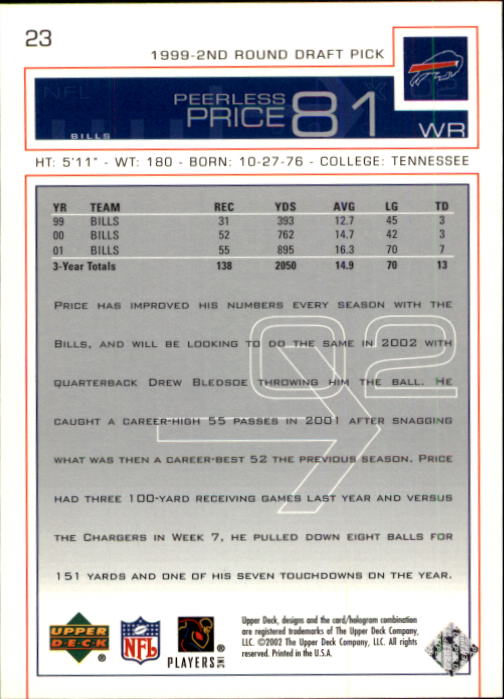 23
1999-2ND ROUND DRAFT PICK
NFL
PEERLESS
PRICE 81
BILLS
WR
HT: 5'11" - WT: 180 - BORN: 10-27-76 - COLLEGE: TENNESSEE
YR TEAM REC YDS AVG LG TD
99 BILLS 31 393 12.7 45 3
00 BILLS 52 762 14.7 42 3
01 BILLS 55 895 16.3 70 7
3-Year Totals 138 2050 14.9 70 13
02
PRICE HAS IMPROVED HIS NUMBERS EVERY SEASON WITH THE
BILLS, AND WILL BE LOOKING TO DO THE SAME IN 2002 WITH
QUARTERBACK DREW BLEDSOE THROWING HIM THE BALL. HE
CAUGHT A CAREER-HIGH 55 PASSES IN 2001 AFTER SNAGGING
WHAT WAS THEN A CAREER-BEST 52 THE PREVIOUS SEASON. PRICE
HAD THREE 100-YARD RECEIVING GAMES LAST YEAR AND VERSUS
THE CHARGERS IN WEEK 7, HE PULLED DOWN EIGHT BALLS FOR
151 YARDS AND ONE OF HIS SEVEN TOUCHDOWNS ON THE YEAR.
UPPER
DECK
NFL
PLAYERS INC
Upper Deck, designs and the card/hologram combination
are registered trademarks of The Upper Deck Company,
LLC. ©2002 The Upper Deck Company, LLC. All rights
reserved. Printed in the U.S.A.